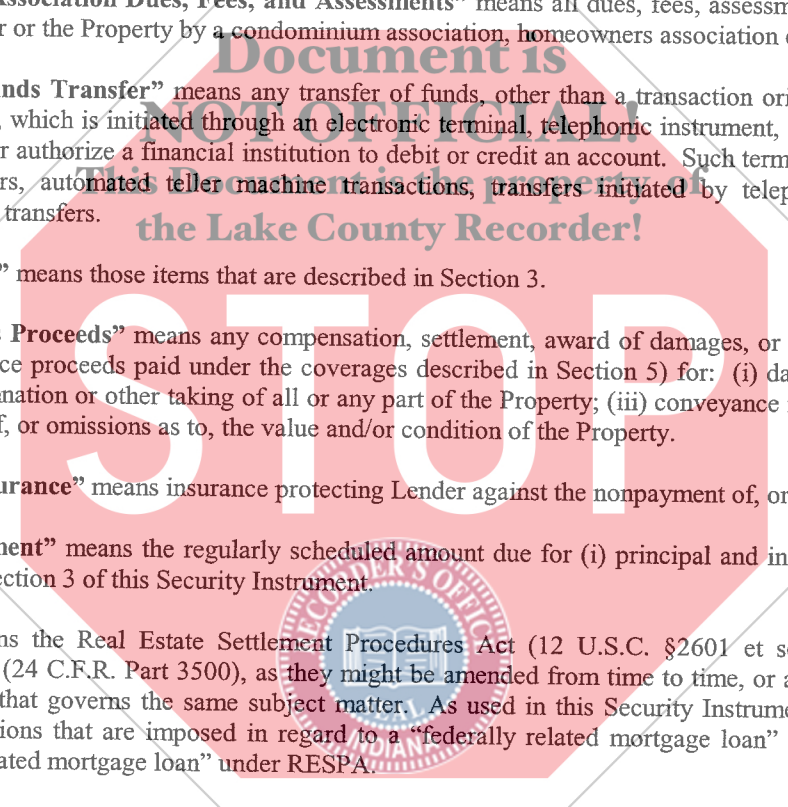 Association Dues, Fees, and Assessments” means all dues, fees, assessm
r or the Property by a condominium association, homeowners association
Document is
nds Transfer” means any transfer of funds, other than a transaction ori
NOT OFFICIAL!
, which is initiated through an electronic terminal, telephonic instrument,
r authorize a financial institution to debit or credit an account. Such term
This Document is the property of
rs, automated teller machine transactions, transfers initiated by telep
transfers.
the Lake County Recorder!
” means those items that are described in Section 3.
STOP
s Proceeds” means any compensation, settlement, award of damages, or
ce proceeds paid under the coverages described in Section 5) for: (i) da
nation or other taking of all or any part of the Property; (iii) conveyance
f, or omissions as to, the value and/or condition of the Property.
urance” means insurance protecting Lender against the nonpayment of, or
nent” means the regularly scheduled amount due for (i) principal and in
ection 3 of this Security Instrument.
RECORDER'S OFFICE
SEAL
INDIANA
ns the Real Estate Settlement Procedures Act (12 U.S.C. §2601 et s
(24 C.F.R. Part 3500), as they might be amended from time to time, or a
that governs the same subject matter. As used in this Security Instrume
ions that are imposed in regard to a “federally related mortgage loan”
ated mortgage loan” under RESPA.